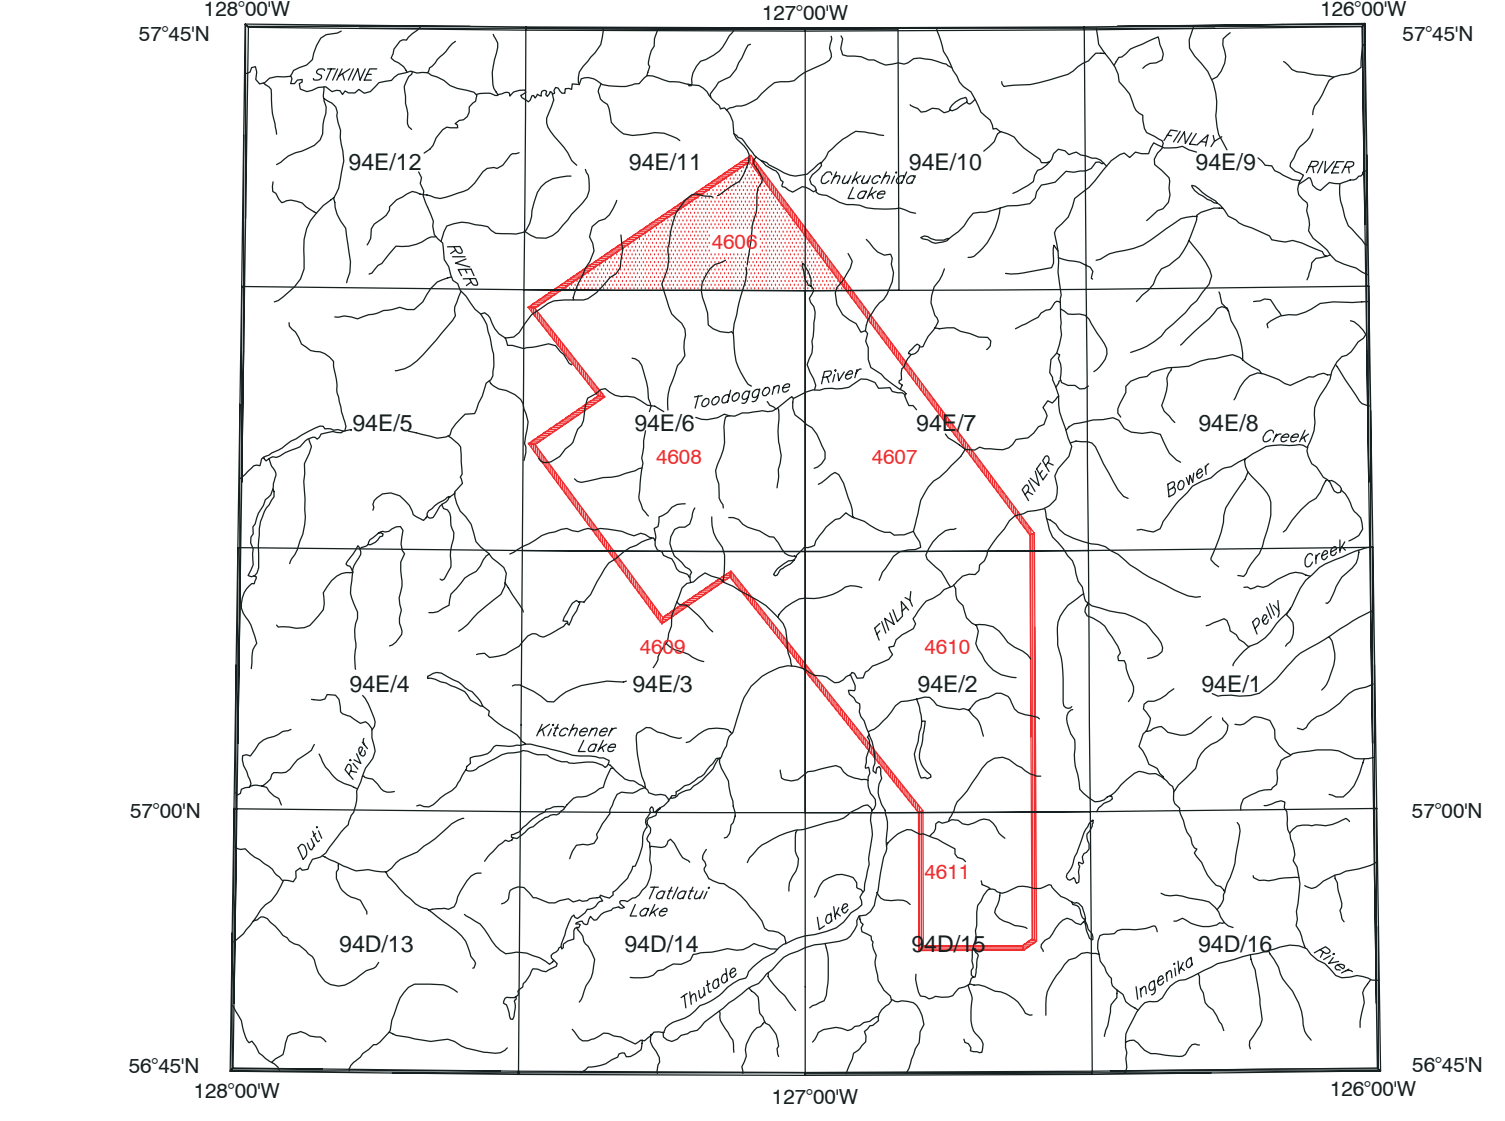 128°00'W
127°00'W
126°00'W
57°45'N
57°45'N
STIKINE
FINLAY
94E/12
94E/11
94E/10
94E/9
RIVER
Chukuchida
Lake
4606
RIVER
Toodoggone River
94E/5
94E/6
94E/7
94E/8
Creek
4608
4607
Bower
RIVER
Creek
FINLAY
Pelly
4609
4610
94E/4
94E/3
94E/2
94E/1
Kitchener
Lake
River
57°00'N
57°00'N
Duti
4611
Tatlatui
Lake
Lake
94D/13
94D/14
94D/15
94D/16
River
Ingenika
Thutade
56°45'N
56°45'N
128°00'W
127°00'W
126°00'W